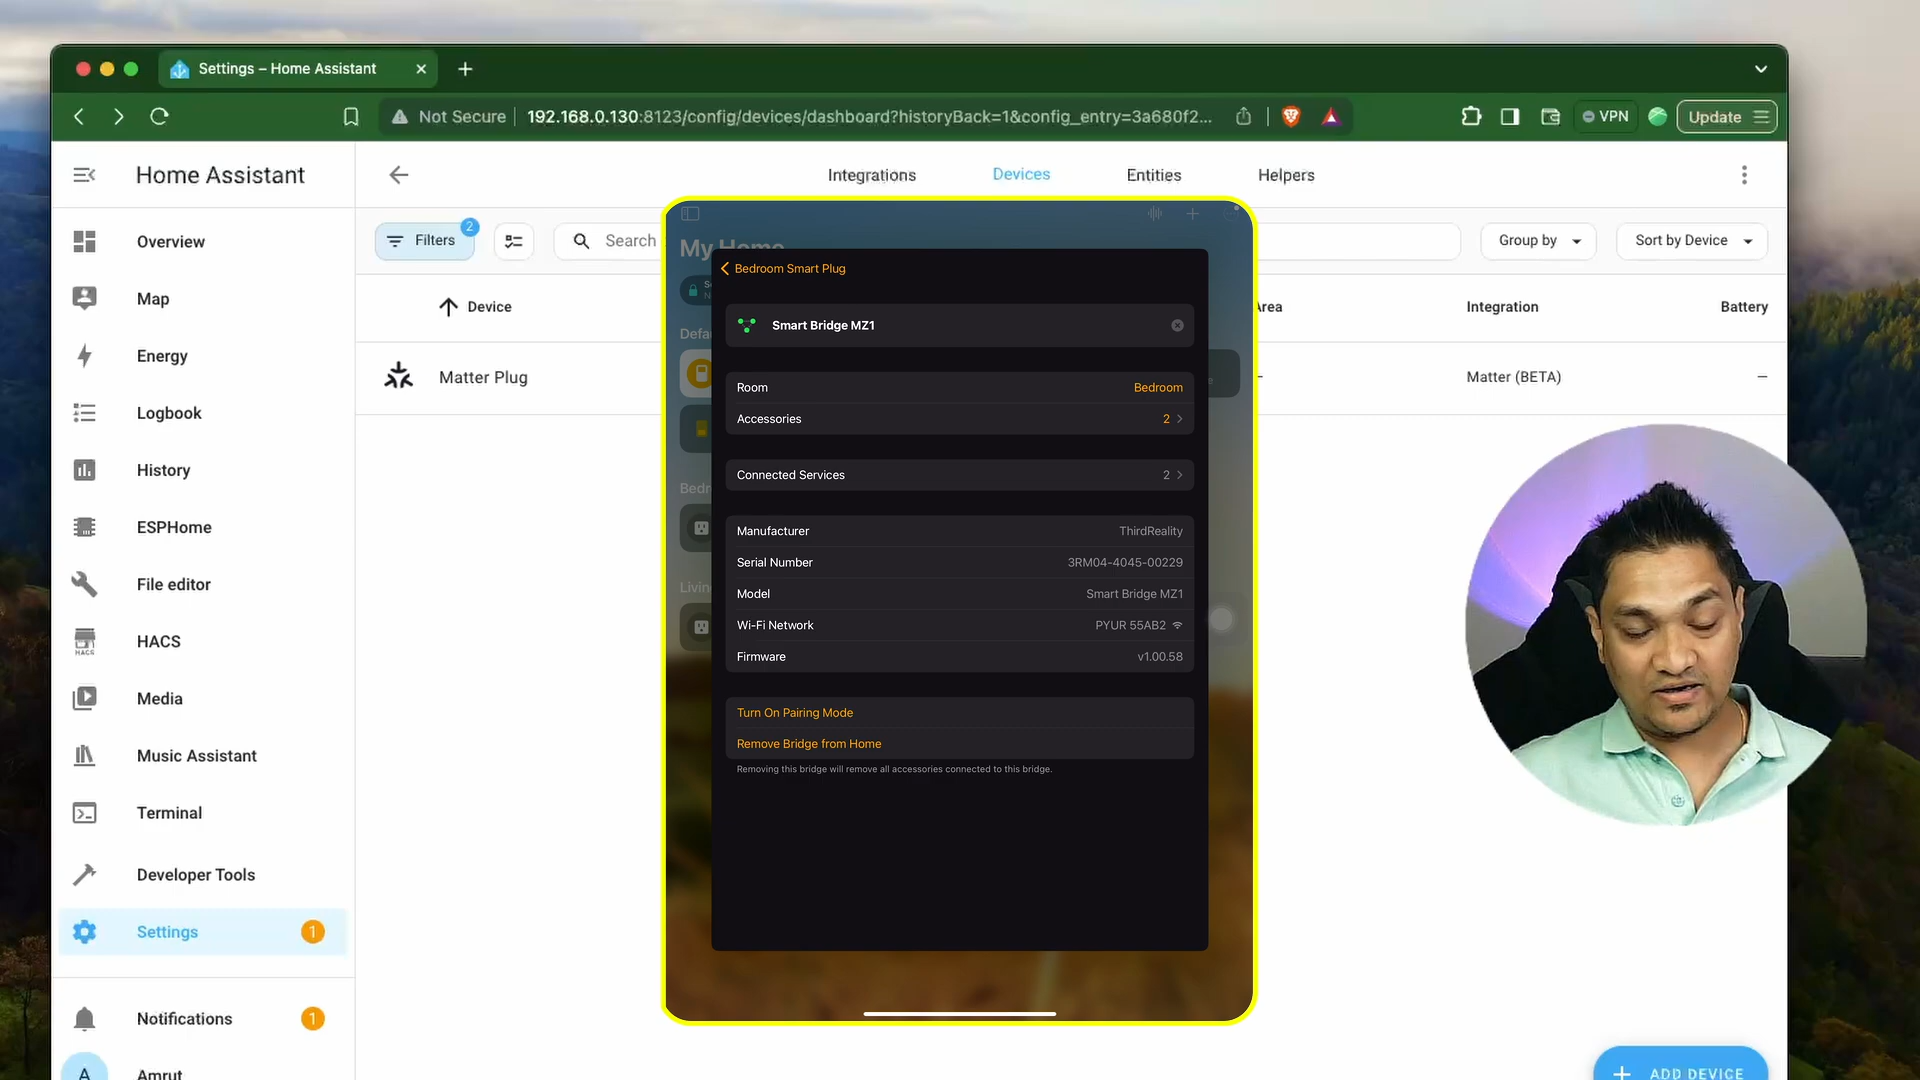 Settings – Home Assistant
Not Secure
192.168.0.130:8123/config/devices/dashboard?historyBack=1&config_entry=3a680f2...
VPN
Update
Home Assistant
Integrations
Devices
Entities
Helpers
Filters
2
Search
Group by
Sort by Device
Device
Area
Integration
Battery
Matter Plug
–
Matter (BETA)
–
Overview
Map
Energy
Logbook
History
ESPHome
File editor
HACS
HACS
Media
Music Assistant
Terminal
Developer Tools
Settings
1
Notifications
1
A
Amrut
My Home
Bedroom Smart Plug
Smart Bridge MZ1
Room
Bedroom
Accessories
2
Connected Services
2
Manufacturer
ThirdReality
Serial Number
3RM04-4045-00229
Model
Smart Bridge MZ1
Wi-Fi Network
PYUR 55AB2
Firmware
v1.00.58
Turn On Pairing Mode
Remove Bridge from Home
Removing this bridge will remove all accessories connected to this bridge.
ADD DEVICE